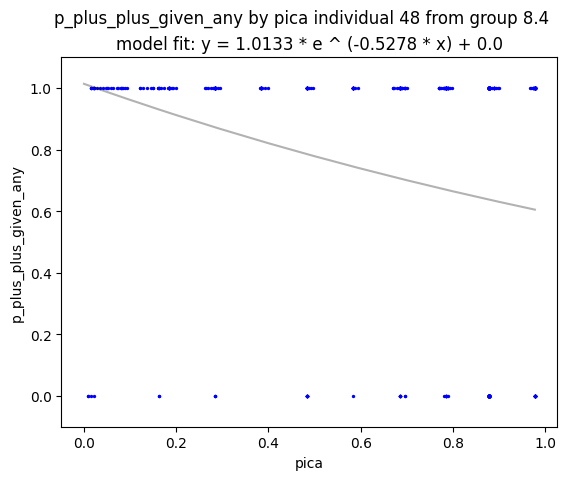 p_plus_plus_given_any by pica individual 48 from group 8.4
model fit: y = 1.0133 * e ^ (-0.5278 * x) + 0.0
p_plus_plus_given_any
1.0
0.8
0.6
0.4
0.2
0.0
0.0 0.2 0.4 0.6 0.8 1.0
pica